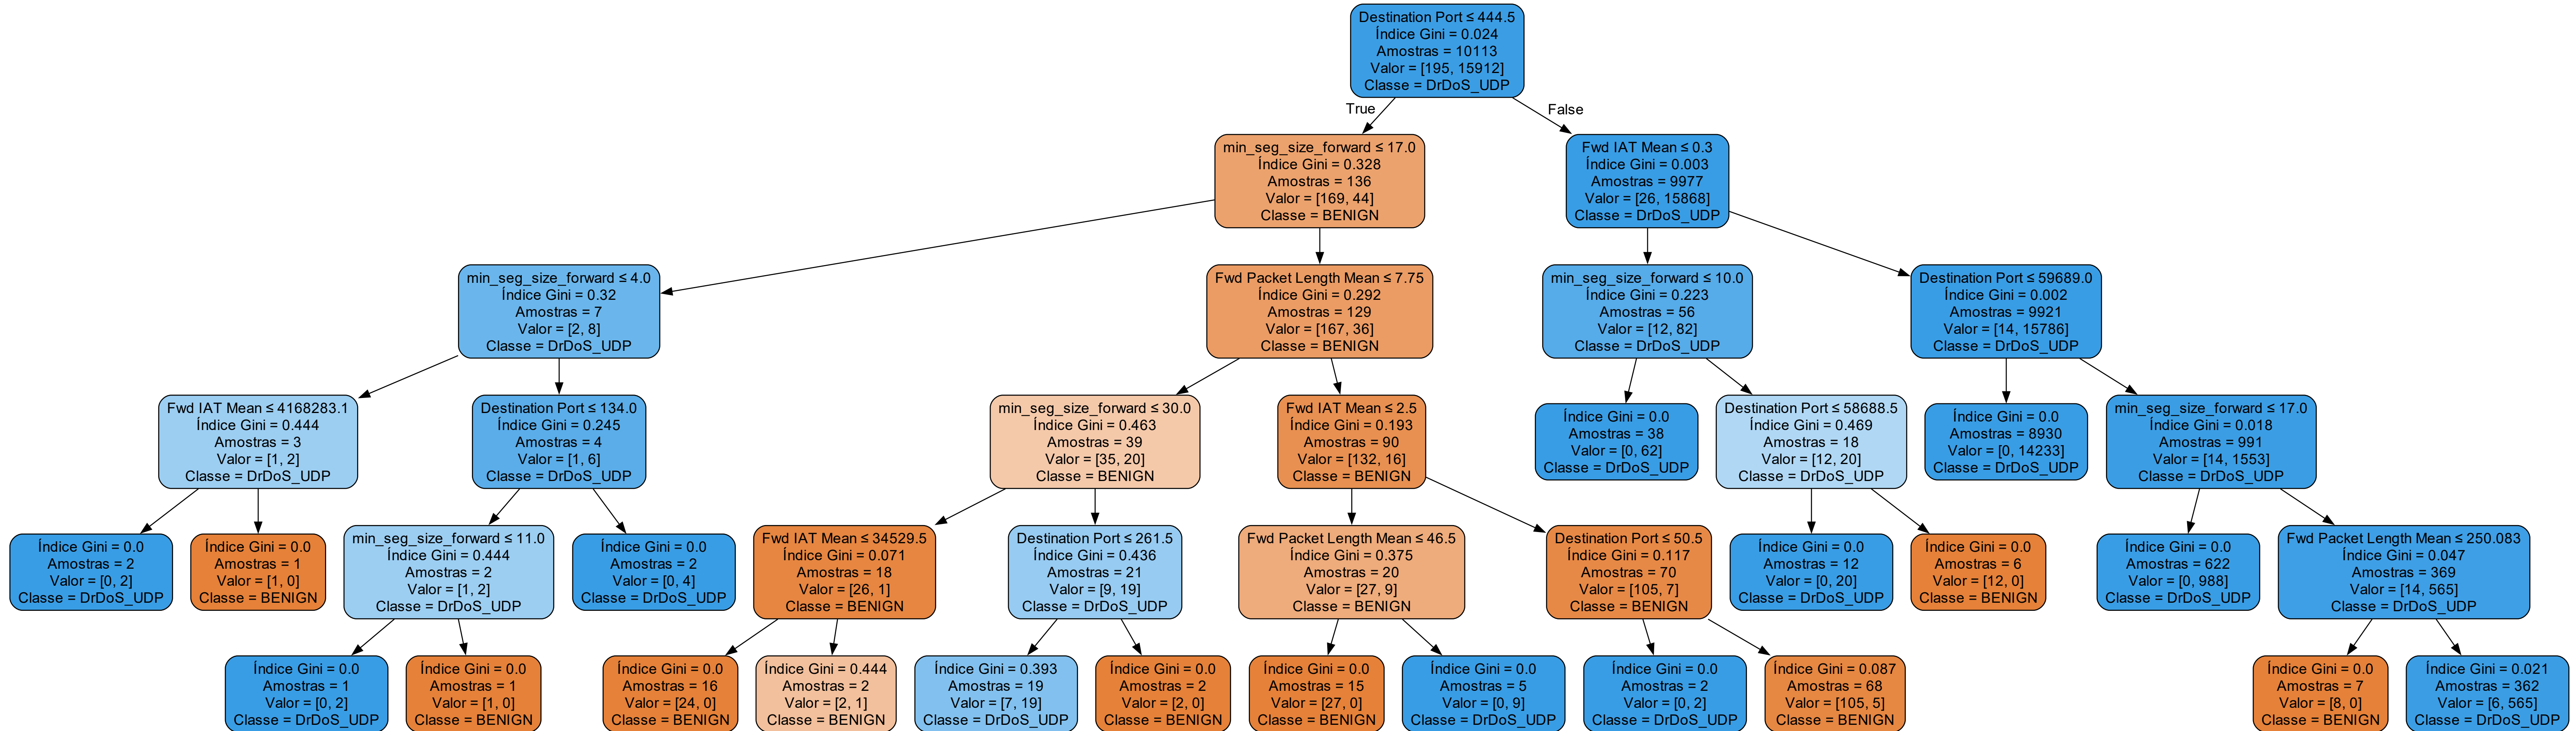 Destination Port ≤ 444.5
Índice Gini = 0.024
Amostras = 10113
Valor = [195, 15912]
Classe = DrDoS_UDP
True
False
min_seg_size_forward ≤ 17.0
Índice Gini = 0.328
Amostras = 136
Valor = [169, 44]
Classe = BENIGN
Fwd IAT Mean ≤ 0.3
Índice Gini = 0.003
Amostras = 9977
Valor = [26, 15868]
Classe = DrDoS_UDP
min_seg_size_forward ≤ 4.0
Índice Gini = 0.32
Amostras = 7
Valor = [2, 8]
Classe = DrDoS_UDP
Fwd Packet Length Mean ≤ 7.75
Índice Gini = 0.292
Amostras = 129
Valor = [167, 36]
Classe = BENIGN
min_seg_size_forward ≤ 10.0
Índice Gini = 0.223
Amostras = 56
Valor = [12, 82]
Classe = DrDoS_UDP
Destination Port ≤ 59689.0
Índice Gini = 0.002
Amostras = 9921
Valor = [14, 15786]
Classe = DrDoS_UDP
Fwd IAT Mean ≤ 4168283.1
Índice Gini = 0.444
Amostras = 3
Valor = [1, 2]
Classe = DrDoS_UDP
Destination Port ≤ 134.0
Índice Gini = 0.245
Amostras = 4
Valor = [1, 6]
Classe = DrDoS_UDP
min_seg_size_forward ≤ 30.0
Índice Gini = 0.463
Amostras = 39
Valor = [35, 20]
Classe = BENIGN
Fwd IAT Mean ≤ 2.5
Índice Gini = 0.193
Amostras = 90
Valor = [132, 16]
Classe = BENIGN
Índice Gini = 0.0
Amostras = 38
Valor = [0, 62]
Classe = DrDoS_UDP
Destination Port ≤ 58688.5
Índice Gini = 0.469
Amostras = 18
Valor = [12, 20]
Classe = DrDoS_UDP
Índice Gini = 0.0
Amostras = 8930
Valor = [0, 14233]
Classe = DrDoS_UDP
min_seg_size_forward ≤ 17.0
Índice Gini = 0.018
Amostras = 991
Valor = [14, 1553]
Classe = DrDoS_UDP
Índice Gini = 0.0
Amostras = 2
Valor = [0, 2]
Classe = DrDoS_UDP
Índice Gini = 0.0
Amostras = 1
Valor = [1, 0]
Classe = BENIGN
min_seg_size_forward ≤ 11.0
Índice Gini = 0.444
Amostras = 2
Valor = [1, 2]
Classe = DrDoS_UDP
Índice Gini = 0.0
Amostras = 2
Valor = [0, 4]
Classe = DrDoS_UDP
Fwd IAT Mean ≤ 34529.5
Índice Gini = 0.071
Amostras = 18
Valor = [26, 1]
Classe = BENIGN
Destination Port ≤ 261.5
Índice Gini = 0.436
Amostras = 21
Valor = [9, 19]
Classe = DrDoS_UDP
Fwd Packet Length Mean ≤ 46.5
Índice Gini = 0.375
Amostras = 20
Valor = [27, 9]
Classe = BENIGN
Destination Port ≤ 50.5
Índice Gini = 0.117
Amostras = 70
Valor = [105, 7]
Classe = BENIGN
Índice Gini = 0.0
Amostras = 12
Valor = [0, 20]
Classe = DrDoS_UDP
Índice Gini = 0.0
Amostras = 6
Valor = [12, 0]
Classe = BENIGN
Índice Gini = 0.0
Amostras = 622
Valor = [0, 988]
Classe = DrDoS_UDP
Fwd Packet Length Mean ≤ 250.083
Índice Gini = 0.047
Amostras = 369
Valor = [14, 565]
Classe = DrDoS_UDP
Índice Gini = 0.0
Amostras = 1
Valor = [0, 2]
Classe = DrDoS_UDP
Índice Gini = 0.0
Amostras = 1
Valor = [1, 0]
Classe = BENIGN
Índice Gini = 0.0
Amostras = 16
Valor = [24, 0]
Classe = BENIGN
Índice Gini = 0.444
Amostras = 2
Valor = [2, 1]
Classe = BENIGN
Índice Gini = 0.393
Amostras = 19
Valor = [7, 19]
Classe = DrDoS_UDP
Índice Gini = 0.0
Amostras = 2
Valor = [2, 0]
Classe = BENIGN
Índice Gini = 0.0
Amostras = 15
Valor = [27, 0]
Classe = BENIGN
Índice Gini = 0.0
Amostras = 5
Valor = [0, 9]
Classe = DrDoS_UDP
Índice Gini = 0.0
Amostras = 2
Valor = [0, 2]
Classe = DrDoS_UDP
Índice Gini = 0.087
Amostras = 68
Valor = [105, 5]
Classe = BENIGN
Índice Gini = 0.0
Amostras = 7
Valor = [8, 0]
Classe = BENIGN
Índice Gini = 0.021
Amostras = 362
Valor = [6, 565]
Classe = DrDoS_UDP